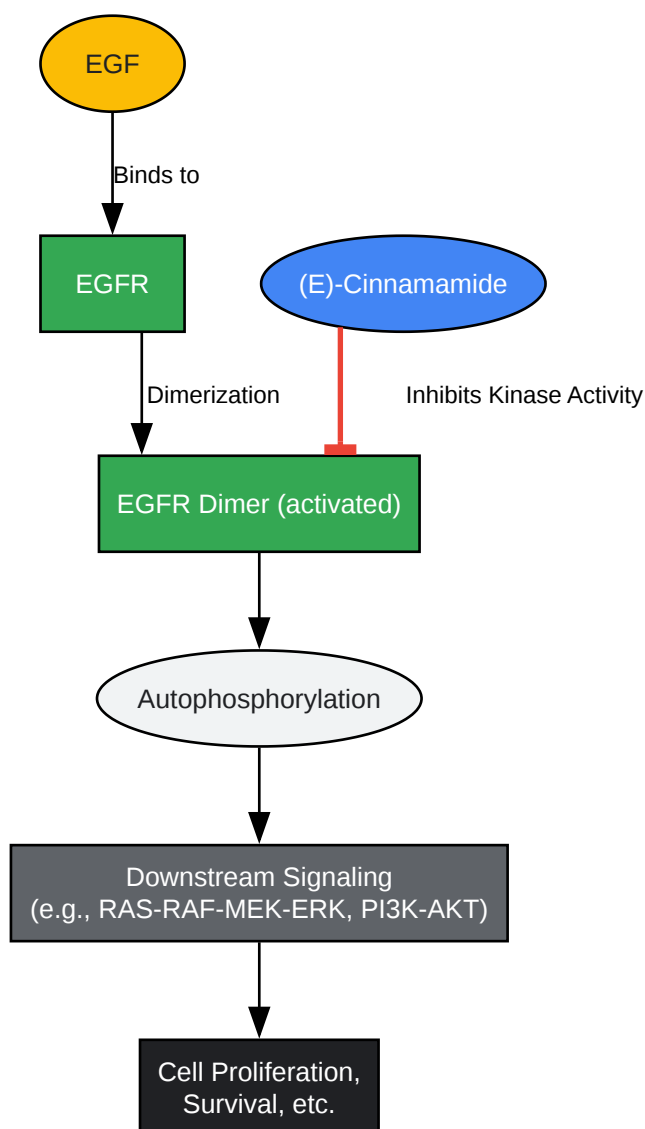 EGF
Binds to
EGFR
(E)-Cinnamamide
Dimerization
Inhibits Kinase Activity
EGFR Dimer (activated)
Autophosphorylation
Downstream Signaling
(e.g., RAS-RAF-MEK-ERK, PI3K-AKT)
Cell Proliferation,
Survival, etc.